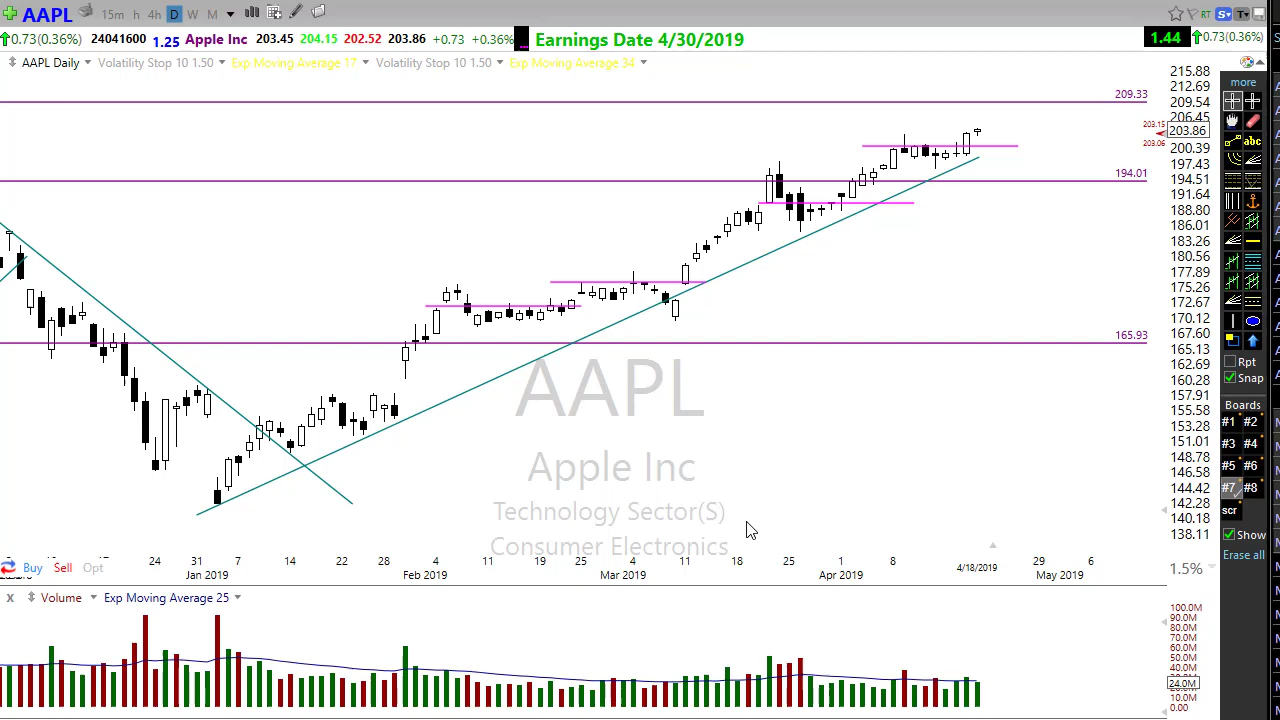 AAPL 15m h 4h D W M RT S T
0.73(0.36%) 24041600 1.25 Apple Inc 203.45 204.15 202.52 203.86 +0.73 +0.36% Earnings Date 4/30/2019 1.44 0.73(0.36%)
AAPL Daily Volatility Stop 10 1.50 Exp Moving Average 17 Volatility Stop 10 1.50 Exp Moving Average 34
215.88
more
212.69
209.33
209.54
206.45
203.15
203.86
203.06
abc
200.39
197.43
194.01
194.51
191.64
188.80
186.01
183.26
180.56
177.89
175.26
172.67
170.12
167.60
165.93
165.13
162.69
Rpt
160.28
Snap
157.91
155.58
Boards
153.28
#1 #2
151.01
#3 #4
148.78
#5 #6
146.58
144.42
#7 #8
142.28
scr
140.18
138.11
Show
Erase all
AAPL
Apple Inc
Technology Sector(S)
Consumer Electronics
24 31 7 14 22 28 4 11 19 25 4 11 18 25 1 8 4/18/2019 29 6
Buy Sell Opt
1.5%
Jan 2019 Feb 2019 Mar 2019 Apr 2019 May 2019
x Volume Exp Moving Average 25
100.0M
90.0M
80.0M
70.0M
60.0M
50.0M
40.0M
30.0M
24.0M
10.0M
0.00